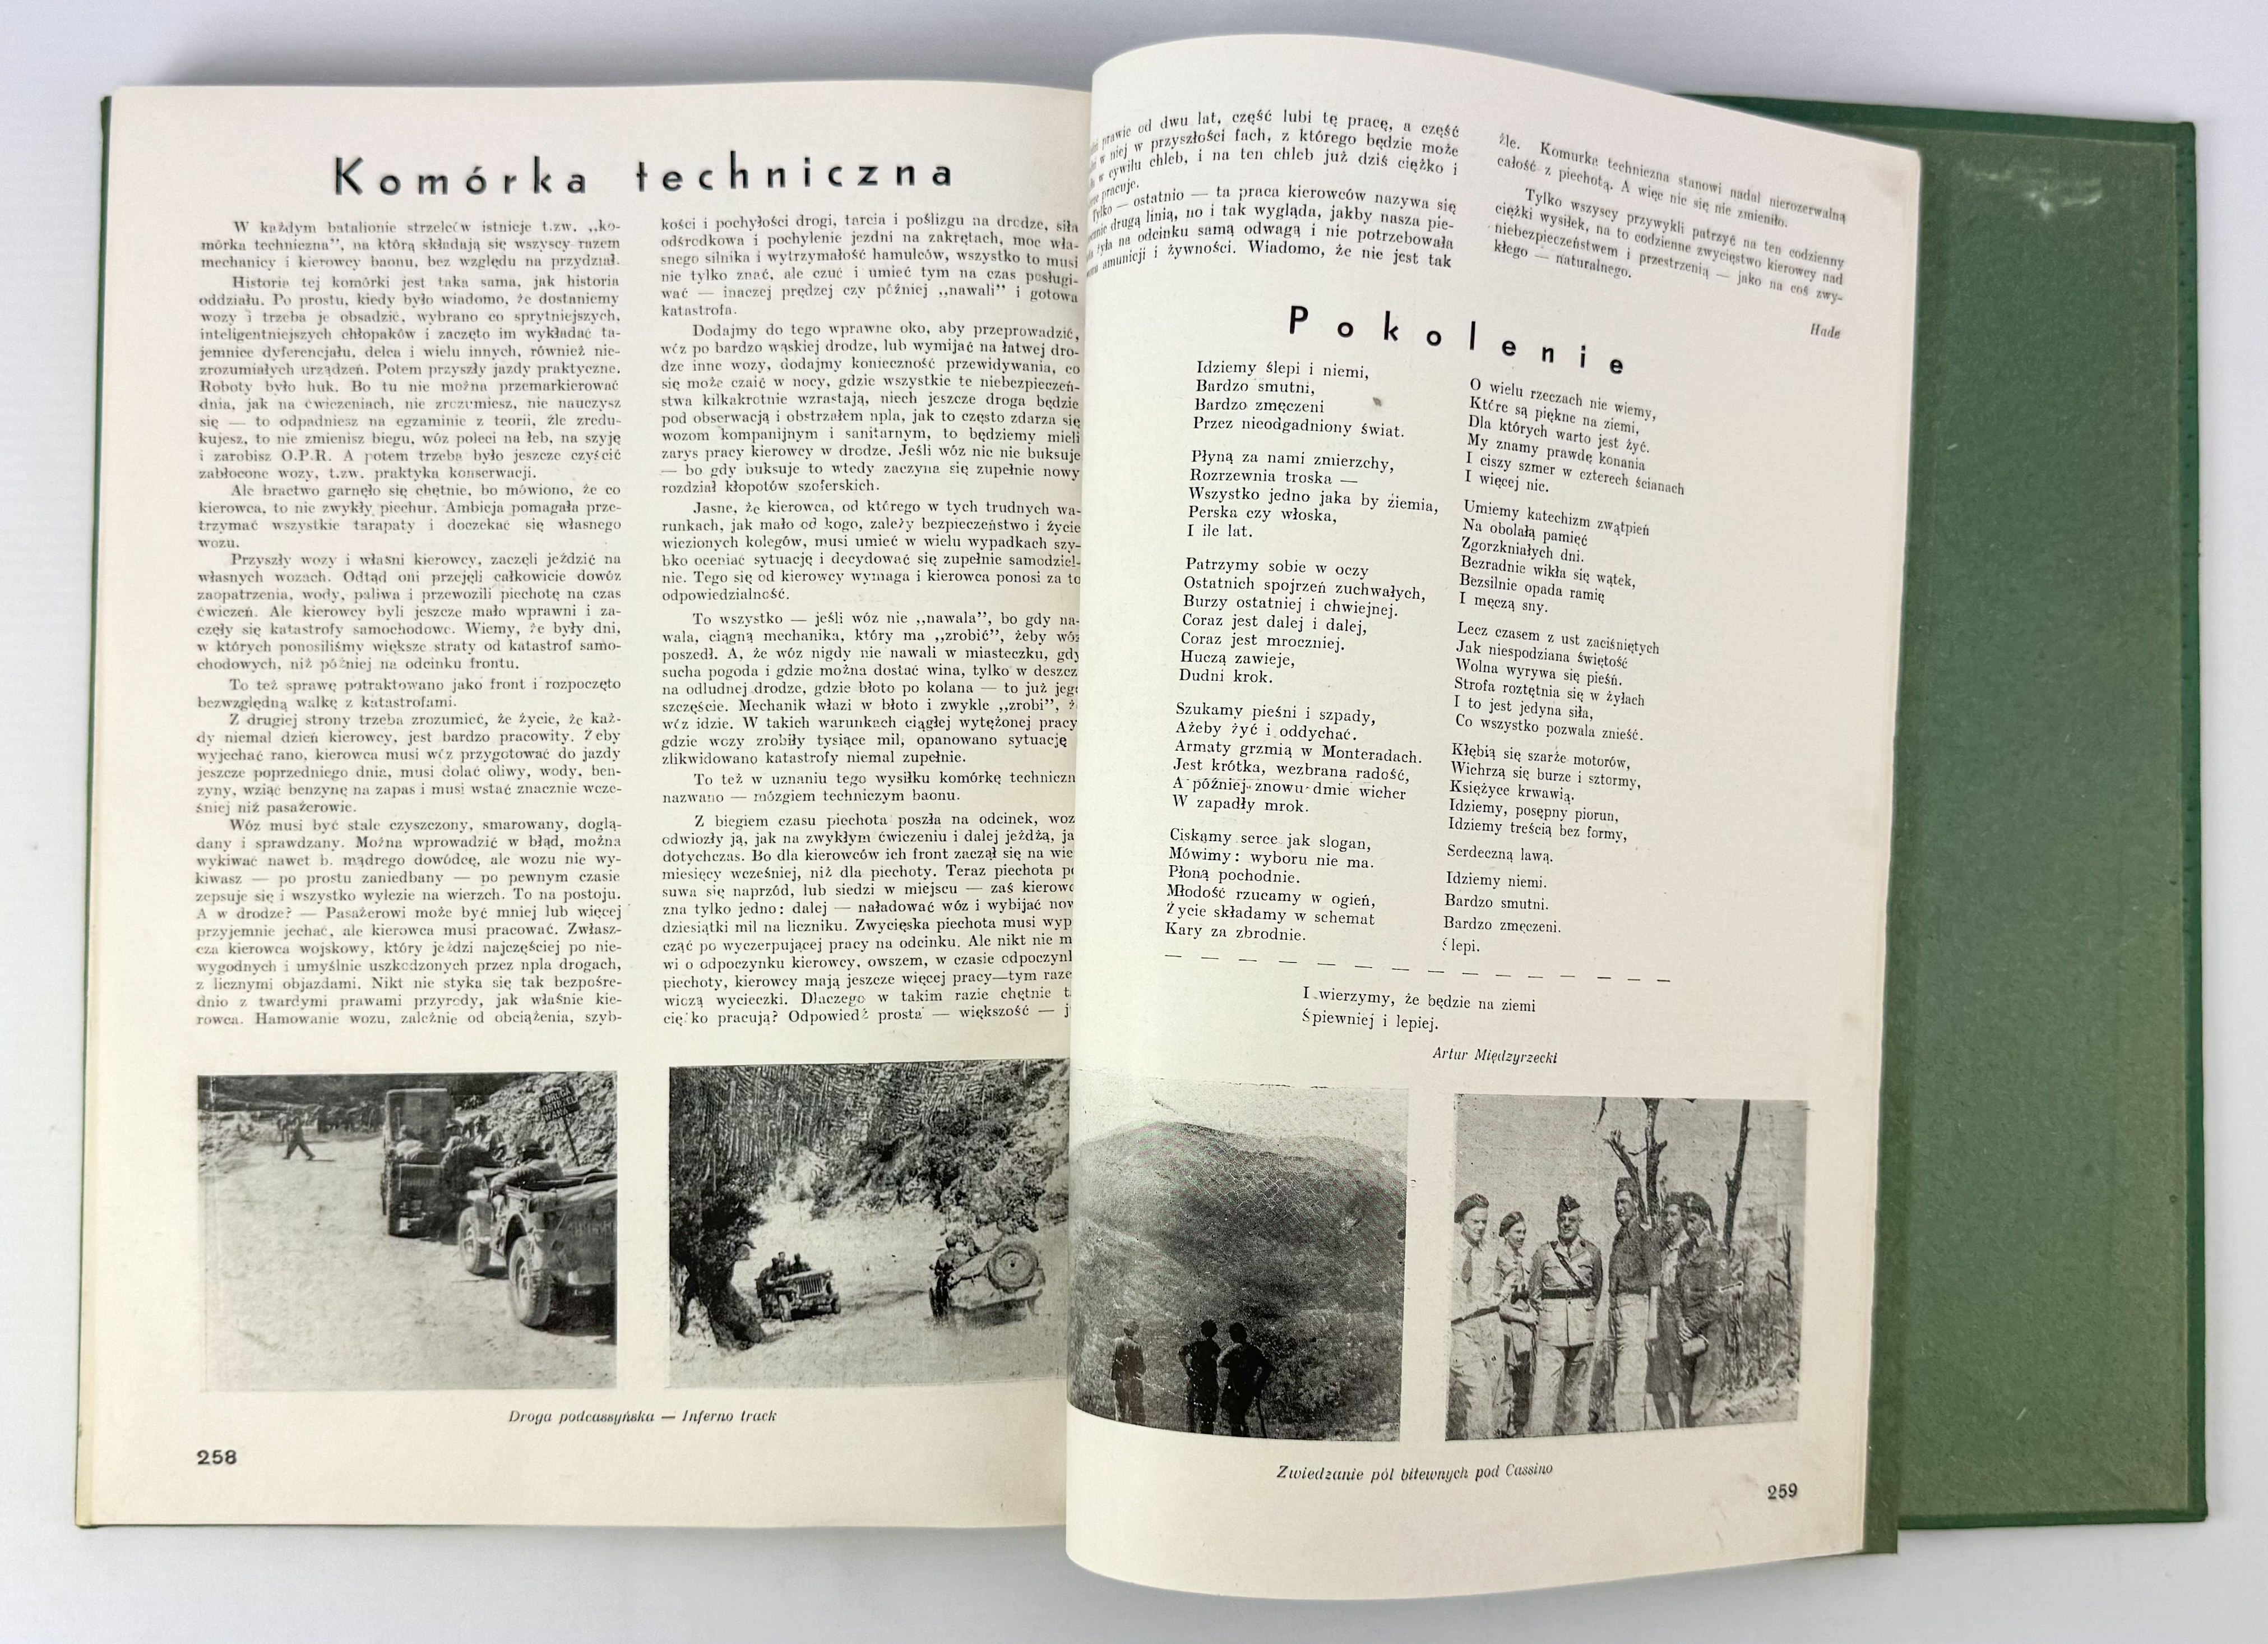 Komórka techniczna
W każdym batalionie strzelców istnieje t.zw. „ko-
mórka techniczna”, na którą składają się wszyscy razem
mechanicy i kierowcy baonu, bez względu na przydział.
Historia tej komórki jest taka sama, jak historia
oddziału. Po prostu, kiedy było wiadomo, że dostaniemy
wozy i trzeba je obsadzić, wybrano co sprytniejszych,
inteligentniejszych chłopaków i zaczęto im wykładać ta-
jemnice dyferencjału, delca i wielu innych, również nie-
zrozumiałych urządzeń. Potem przyszły jazdy praktyczne.
Roboty było huk. Bo tu nie można przemarkierować
dnia, jak na ćwiczeniach, nie zrozumiesz, nie nauczysz
się — to odpadniesz na egzaminie z teorii, źle zredu-
kujesz, to nie zmienisz biegu, wóz poleci na łeb, na szyję
i zarobisz O.P.R. A potem trzeba było jeszcze czyścić
zabłocone wozy, t.zw. praktyka konserwacji.
Ale bractwo garnęło się chętnie, bo mówiono, że co
kierowca, to nie zwykły piechur. Ambicja pomagała prze-
trzymać wszystkie tarapaty i doczekać się własnego
wozu.
Przyszły wozy i właśni kierowcy, zaczęli jeździć na
własnych wozach. Odtąd oni przejęli całkowicie dowóz
zaopatrzenia, wody, paliwa i przewozili piechotę na czas
ćwiczeń. Ale kierowcy byli jeszcze mało wprawni i za-
częły się katastrofy samochodowe. Wiemy, że były dni,
w których ponosiliśmy większe straty od katastrof samo-
chodowych, niż później na odcinku frontu.
To też sprawę potraktowano jako front i rozpoczęto
bezwzględną walkę z katastrofami.
Z drugiej strony trzeba zrozumieć, że życie, że każ-
dy niemal dzień kierowcy, jest bardzo pracowity. Żeby
wyjechać rano, kierowca musi wóz przygotować do jazdy
jeszcze poprzedniego dnia, musi dolać oliwy, wody, ben-
zyny, wziąć benzynę na zapas i musi wstać znacznie wcze-
śniej niż pasażerowie.
Wóz musi być stale czyszczony, smarowany, doglą-
dany i sprawdzany. Można wprowadzić w błąd, można
wykiwać nawet b. mądrego dowódcę, ale wozu nie wy-
kiwasz — po prostu zaniedbany — po pewnym czasie
zepsuje się i wszystko wylezie na wierzch. To na postoju.
A w drodze? — Pasażerowi może być mniej lub więcej
przyjemnie jechać, ale kierowca musi pracować. Zwłasz-
cza kierowca wojskowy, który jeździ najczęściej po nie-
wygodnych i umyślnie uszkodzonych przez npla drogach,
z licznymi objazdami. Nikt nie styka się tak bezpośre-
dnio z twardymi prawami przyrody, jak właśnie kie-
rowca. Hamowanie wozu, zależnie od obciążenia, szyb-
kości i pochyłości drogi, tarcia i poślizgu na drodze, siła
odśrodkowa i pochylenie jezdni na zakrętach, moc wła-
snego silnika i wytrzymałość hamulców, wszystko to musi
nie tylko znać, ale czuć i umieć tym na czas posługi-
wać — inaczej prędzej czy później „nawali” i gotowa
katastrofa.
Dodajmy do tego wprawne oko, aby przeprowadzić,
wóz po bardzo wąskiej drodze, lub wymijać na łatwej dro-
dze inne wozy, dodajmy konieczność przewidywania, co
się może czaić w nocy, gdzie wszystkie te niebezpieczeń-
stwa kilkakrotnie wzrastają, niech jeszcze droga będzie
pod obserwacją i obstrzałem npla, jak to często zdarza się
wozom kompanijnym i sanitarnym, to będziemy mieli
zarys pracy kierowcy w drodze. Jeśli wóz nic nie buksuje
— bo gdy buksuje to wtedy zaczyna się zupełnie nowy
rozdział kłopotów szoferskich.
Jasne, że kierowca, od którego w tych trudnych wa-
runkach, jak mało od kogo, zależy bezpieczeństwo i życie
wiezionych kolegów, musi umieć w wielu wypadkach szy-
bko oceniać sytuację i decydować się zupełnie samodziel-
nie. Tego się od kierowcy wymaga i kierowca ponosi za to
odpowiedzialność.
To wszystko — jeśli wóz nie „nawala”, bo gdy na-
wala, ciągną mechanika, który ma „zrobić”, żeby wóz
poszedł. A, że wóz nigdy nie nawali w miasteczku, gdy
sucha pogoda i gdzie można dostać wina, tylko w deszcz
na odludnej drodze, gdzie błoto po kolana — to już jego
szczęście. Mechanik włazi w błoto i zwykle „zrobi”,
wóz idzie. W takich warunkach ciągłej wytężonej pracy
gdzie wozy zrobiły tysiące mil, opanowano sytuację
zlikwidowano katastrofy niemal zupełnie.
To też w uznaniu tego wysiłku komórkę techniczn
nazwano — mózgiem techniczym baonu.
Z biegiem czasu piechota poszła na odcinek, woz
odwiozły ją, jak na zwykłym ćwiczeniu i dalej jeżdżą, ja
dotychczas. Bo dla kierowców ich front zaczął się na wie
miesięcy wcześniej, niż dla piechoty. Teraz piechota
suwa się naprzód, lub siedzi w miejscu — zaś kierowc
zna tylko jedno: dalej — naładować wóz i wybijać now
dziesiątki mil na liczniku. Zwycięska piechota musi wyp
cząć po wyczerpującej pracy na odcinku. Ale nikt nie m
wi o odpoczynku kierowcy, owszem, w czasie odpoczynk
piechoty, kierowcy mają jeszcze więcej pracy—tym raze
wiczą wycieczki. Dlaczego w takim razie chętnie
ciężko pracują? Odpowiedź prosta — większość — j
Droga podcassyńska — Inferno track
258
prawie od dwu lat, część lubi tę pracę, a część
w niej w przyszłości fach, z którego będzie może
w cywilu chleb, i na ten chleb już dziś ciężko i
pracuje.
Tylko — ostatnio — ta praca kierowców nazywa się
drugą linią, no i tak wygląda, jakby nasza pie-
żyła na odcinku samą odwagą i nie potrzebowała
amunicji i żywności. Wiadomo, że nie jest tak
źle. Komurka techniczna stanowi nadal nierozerwalną
całość z piechotą. A więc nic się nie zmieniło.
Tylko wszyscy przywykli patrzyć na ten codzienny
ciężki wysiłek, na to codzienne zwycięstwo kierowcy nad
niebezpieczeństwem i przestrzenią — jako na coś zwy-
kłego — naturalnego.
Hade
Pokolenie
Idziemy ślepi i niemi,
Bardzo smutni,
Bardzo zmęczeni
Przez nieodgadniony świat.
Płyną za nami zmierzchy,
Rozrzewnia troska —
Wszystko jedno jaka by ziemia,
Perska czy włoska,
I ile lat.
Patrzymy sobie w oczy
Ostatnich spojrzeń zuchwałych,
Burzy ostatniej i chwiejnej.
Coraz dalej i dalej,
Coraz jest mroczniej.
Huczą zawieje,
Dudni krok.
Szukamy pieśni i szpady,
Ażeby żyć i oddychać.
Armaty grzmią w Monteradach.
Jest krótka, wezbrana radość,
A później znowu dmie wicher
W zapadły mrok.
Ciskamy serce jak slogan,
Mówimy: wyboru nie ma.
Płoną pochodnie.
Młodość rzucamy w ogień,
Życie składamy w schemat
Kary za zbrodnie.
O wielu rzeczach nie wiemy,
Które są piękne na ziemi,
Dla których warto jest żyć.
My znamy prawdę konania
I ciszy szmer w czterech ścianach
I więcej nic.
Umiemy katechizm zwątpień
Na obolałą pamięć
Zgorzkniałych dni.
Bezradnie wikła się wątek,
Bezsilnie opada ramię
I męczą sny.
Lecz czasem z ust zaciśniętych
Jak niespodziana świętość
Wolna wyrywa się pieśń.
Strofa roztętnia się w żyłach
I to jest jedyna siła,
Co wszystko pozwala znieść.
Kłębią się szarże motorów,
Wichrzą się burze i sztormy,
Księżyce krwawią.
Idziemy, posępny piorun,
Idziemy treścią bez formy,
Serdeczną lawą.
Idziemy niemi.
Bardzo smutni.
Bardzo zmęczeni.
Ślepi.
— — — — — — — — — — — — — — —
I wierzymy, że będzie na ziemi
Śpiewniej i lepiej.
Artur Międzyrzecki
Zwiedzanie pól bitewnych pod Cassino
259